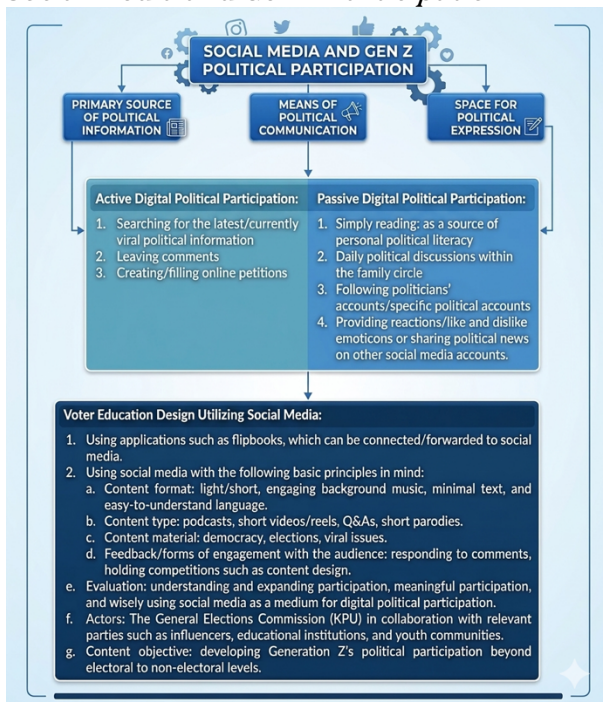 SOCIAL MEDIA AND GEN Z
POLITICAL PARTICIPATION
PRIMARY SOURCE
OF POLITICAL
INFORMATION
MEANS OF
POLITICAL
COMMUNICATION
SPACE FOR
POLITICAL
EXPRESSION
Active Digital Political Participation:
1. Searching for the latest/currently
viral political information
2. Leaving comments
3. Creating/filling online petitions
Passive Digital Political Participation:
1. Simply reading: as a source of
personal political literacy
2. Daily political discussions within
the family circle
3. Following politicians'
accounts/specific political accounts
4. Providing reactions/like and dislike
emoticons or sharing political news
on other social media accounts.
Voter Education Design Utilizing Social Media:
1. Using applications such as flipbooks, which can be connected/forwarded to social
media.
2. Using social media with the following basic principles in mind:
a. Content format: light/short, engaging background music, minimal text, and
easy-to-understand language.
b. Content type: podcasts, short videos/reels, Q&As, short parodies.
c. Content material: democracy, elections, viral issues.
d. Feedback/forms of engagement with the audience: responding to comments,
holding competitions such as content design.
e. Evaluation: understanding and expanding participation, meaningful participation,
and wisely using social media as a medium for digital political participation.
f. Actors: The General Elections Commission (KPU) in collaboration with relevant
parties such as influencers, educational institutions, and youth communities.
g. Content objective: developing Generation Z's political participation beyond
electoral to non-electoral levels.